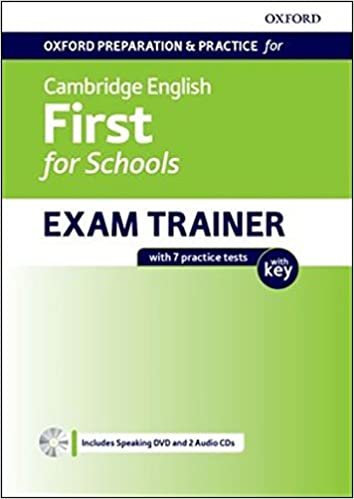 OXFORD
OXFORD PREPARATION & PRACTICE for
Cambridge English
First
for Schools
EXAM TRAINER
with 7 practice tests
with
key
Includes Speaking DVD and 2 Audio CDs